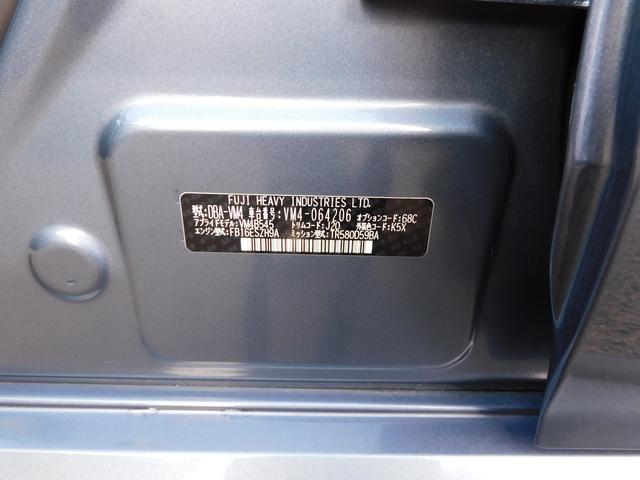 FUJI HEAVY INDUSTRIES LTD.
型式:DBA-VM4 車台番号:VM4-064206 オプションコード:68C
アプライドモデル:VM4B545 トリムコード:J20 外装色コード:K5X
エンジン型式:FB16ESZH9A ミッション型式:TR580D59BA